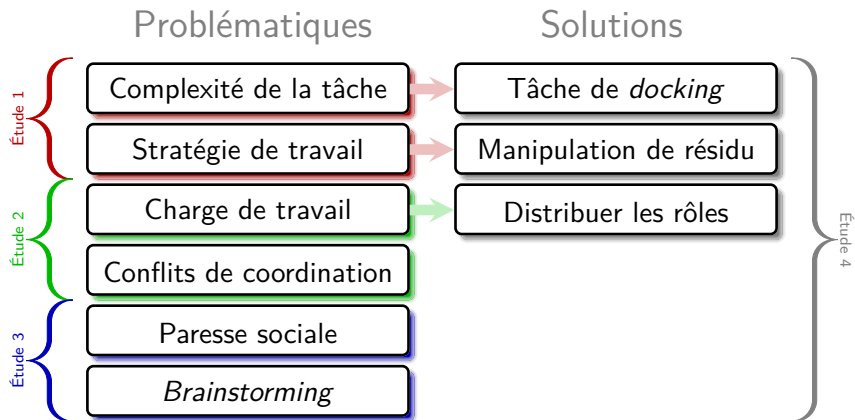 Problématiques
Solutions
Étude 1
Complexité de la tâche
Tâche de docking
Stratégie de travail
Manipulation de résidu
Étude 2
Charge de travail
Distribuer les rôles
Conflits de coordination
Étude 3
Paresse sociale
Brainstorming
Étude 4